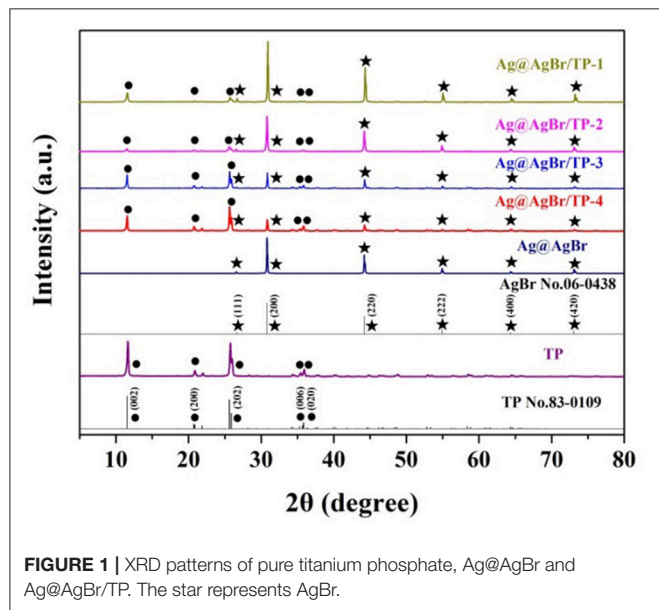 Intensity (a.u.)
Ag@AgBr/TP-1
Ag@AgBr/TP-2
Ag@AgBr/TP-3
Ag@AgBr/TP-4
Ag@AgBr
AgBr No.06-0438
(111)
(200)
(220)
(222)
(400)
(420)
TP
TP No.83-0109
(002)
(200)
(202)
(006)
(020)
10 20 30 40 50 60 70 80
2θ (degree)
FIGURE 1 | XRD patterns of pure titanium phosphate, Ag@AgBr and
Ag@AgBr/TP. The star represents AgBr.